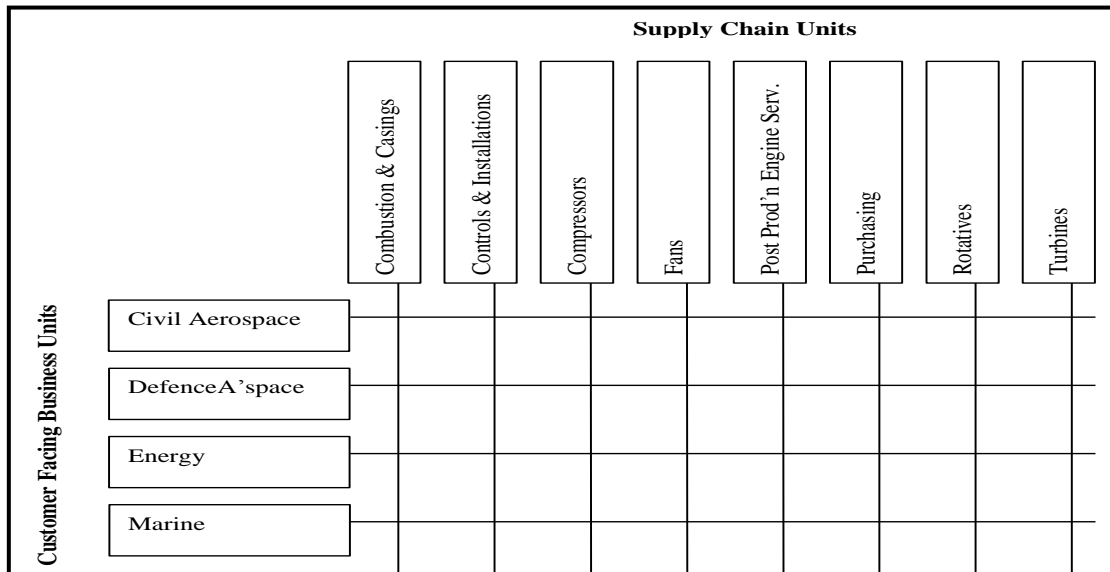 Supply Chain Units
Combustion & Casings
Controls & Installations
Compressors
Fans
Post Prod'n Engine Serv.
Purchasing
Rotatives
Turbines
Customer Facing Business Units
Civil Aerospace
DefenceA'space
Energy
Marine